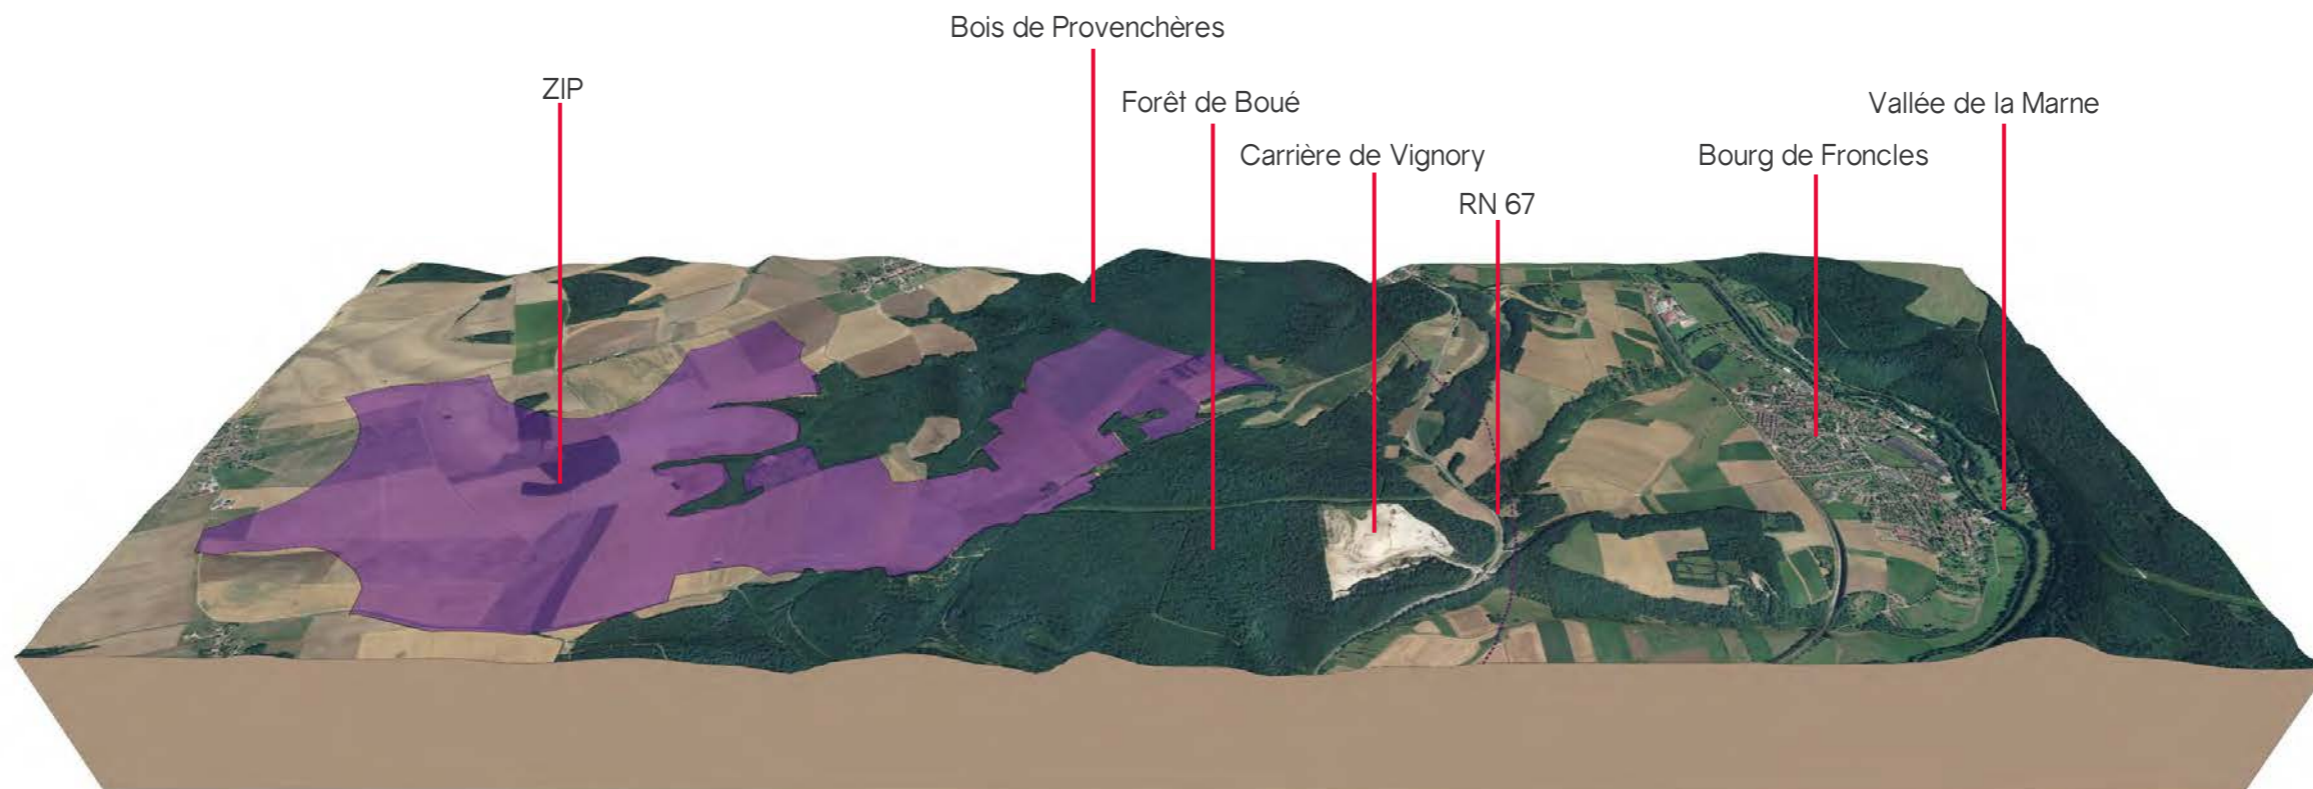 Bois de Provenchères
ZIP
Forêt de Boué
Vallée de la Marne
Carrière de Vignory
Bourg de Froncles
RN 67